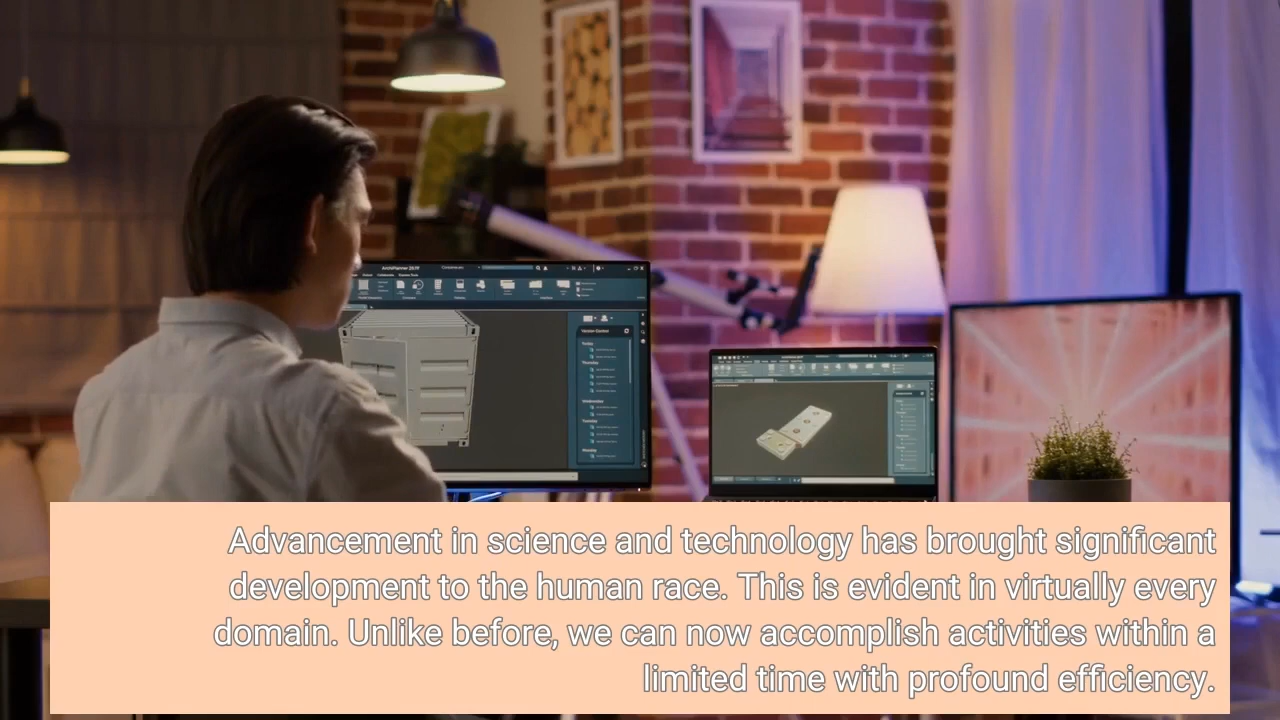 Advancement in science and technology has brought significant
development to the human race. This is evident in virtually every
domain. Unlike before, we can now accomplish activities within a
limited time with profound efficiency.